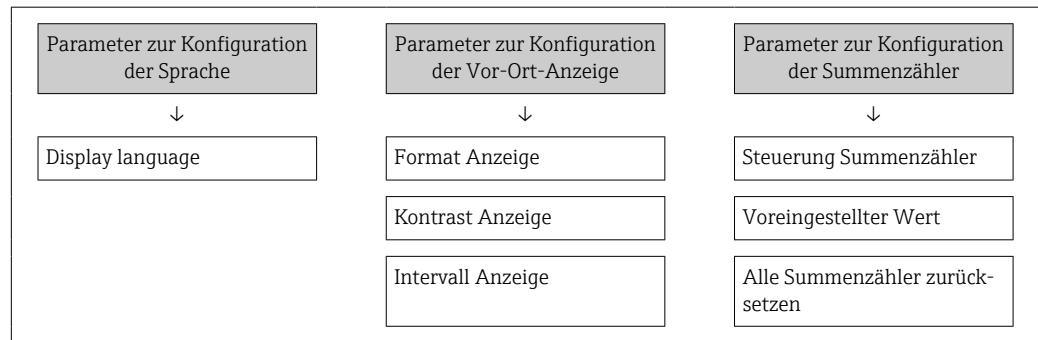 Parameter zur Konfiguration
der Sprache
↓
Display language
Parameter zur Konfiguration
der Vor-Ort-Anzeige
↓
Format Anzeige
Kontrast Anzeige
Intervall Anzeige
Parameter zur Konfiguration
der Summenzähler
↓
Steuerung Summenzähler
Voreingestellter Wert
Alle Summenzähler zurück-
setzen